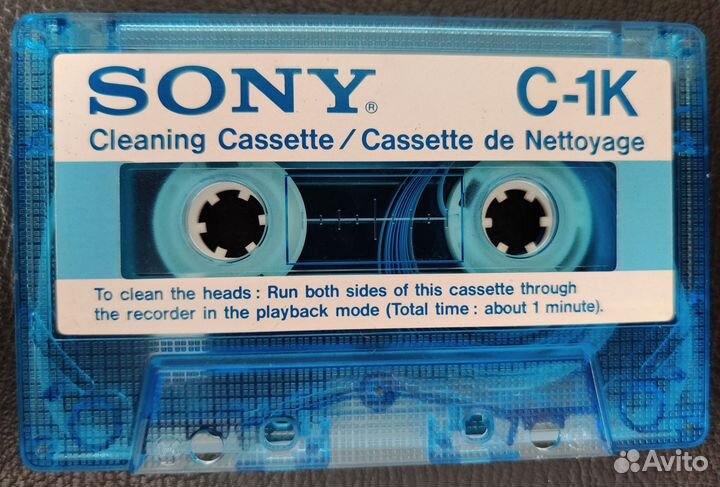 SONY® C-1K
Cleaning Cassette / Cassette de Nettoyage
To clean the heads : Run both sides of this cassette through
the recorder in the playback mode (Total time : about 1 minute).
Avito